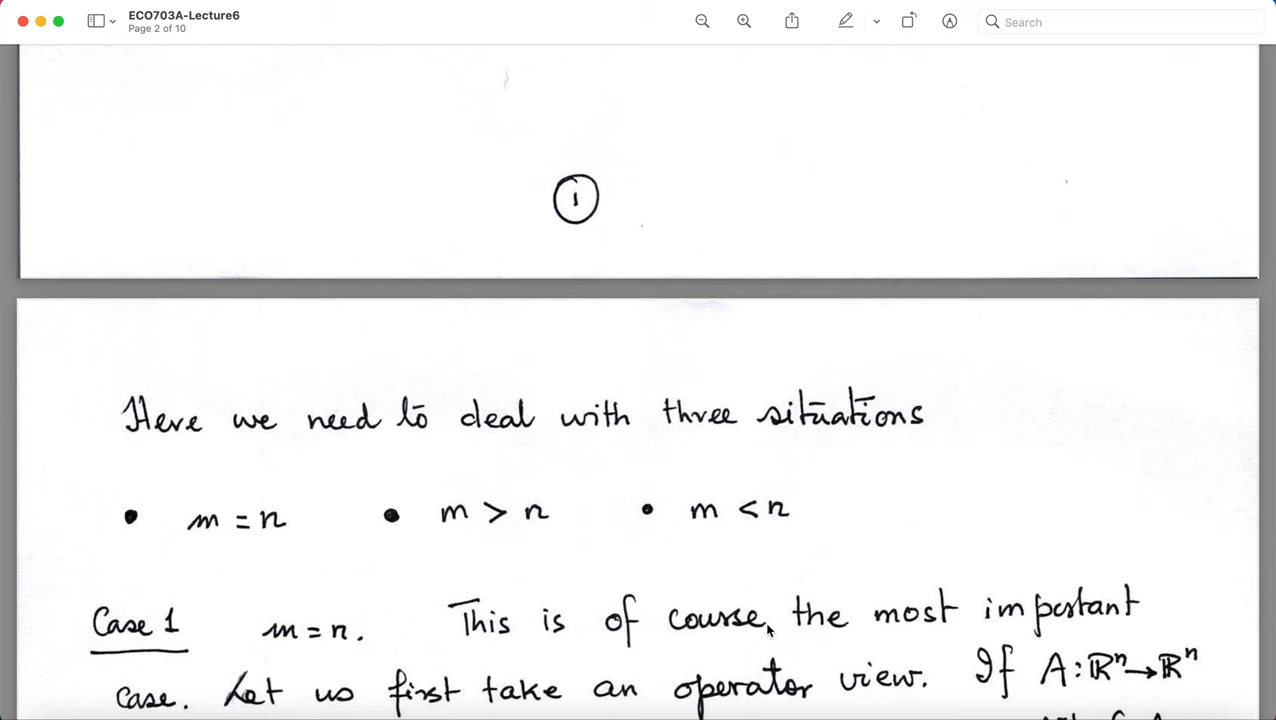 ECO703A-Lecture6
Page 2 of 10
Search
1
Here we need to deal with three situations
• m = n • m > n • m < n
Case 1 m = n. This is of course, the most important
case. Let us first take an operator view. If A : ℝⁿ → ℝⁿ